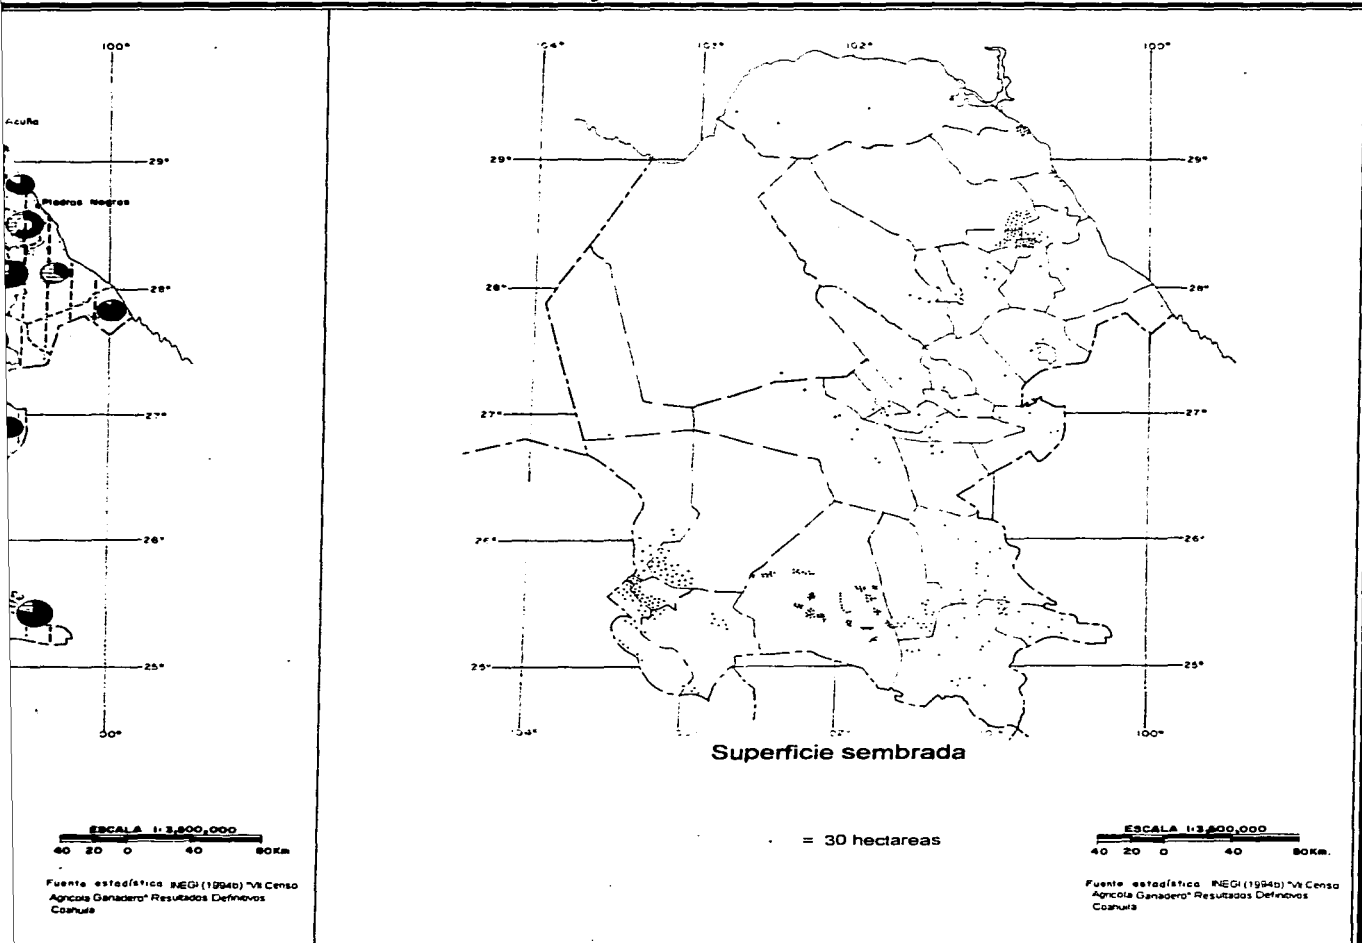 100°
Acuña
29°
Piedras Negras
28°
27°
26°
25°
ESCALA 1:3,800,000
40 20 0 40 80Km
Fuente estadística INEGI (1994b) "VII Censo
Agrícola Ganadero" Resultados Definitivos
Coahuila
104°
102°
100°
29°
29°
28°
28°
27°
27°
26°
25°
25°
100°
Superficie sembrada
= 30 hectareas
ESCALA 1:3,800,000
40 20 0 40 80Km.
Fuente estadística INEGI (1994b) "VII Censo
Agrícola Ganadero" Resultados Definitivos
Coahuila